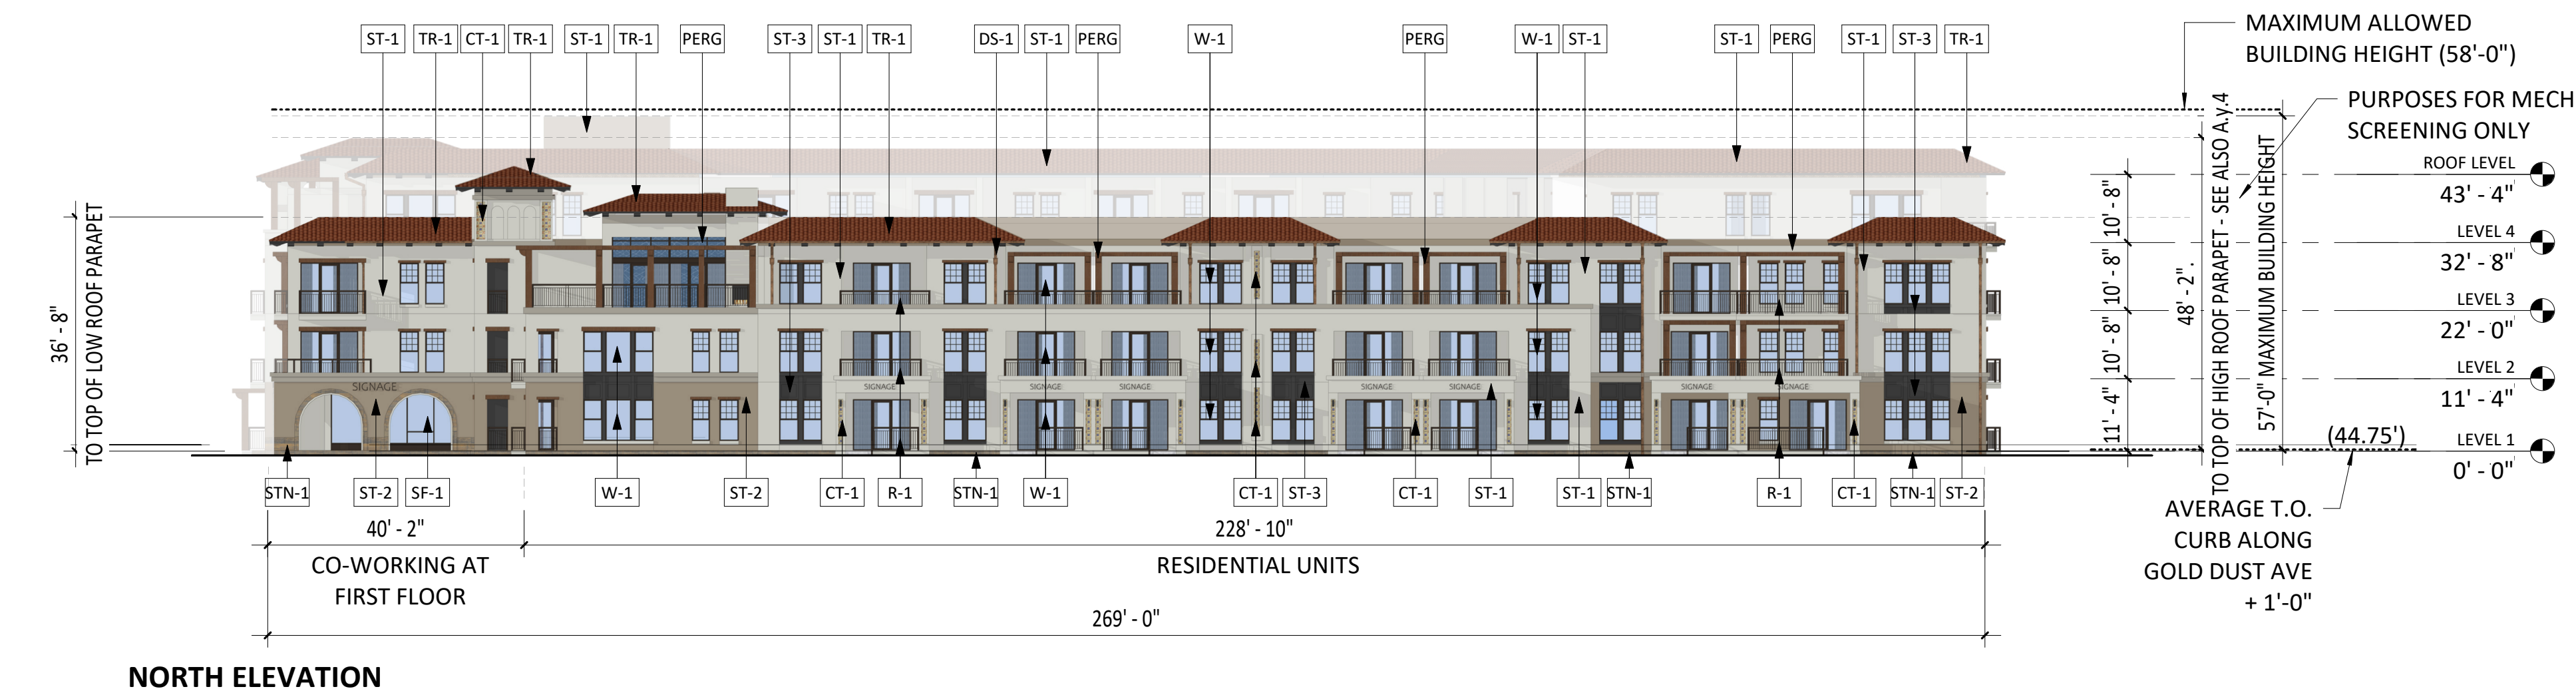 ST-1 TR-1 CT-1 TR-1 ST-1 TR-1 PERG ST-3 ST-1 TR-1 DS-1 ST-1 PERG W-1 PERG W-1 ST-1 ST-1 PERG ST-1 ST-3 TR-1
MAXIMUM ALLOWED
BUILDING HEIGHT (58'-0")
PURPOSES FOR MECH
SCREENING ONLY
36' - 8"
TO TOP OF LOW ROOF PARAPET
SIGNAGE
SIGNAGE
SIGNAGE
SIGNAGE
SIGNAGE
SIGNAGE
SIGNAGE
SIGNAGE
10' - 8"
10' - 8"
10' - 8"
11' - 4"
48' - 2".
TO TOP OF HIGH ROOF PARAPET - SEE ALSO A.y.4
57'-0" MAXIMUM BUILDING HEIGHT
ROOF LEVEL
43' - 4"
LEVEL 4
32' - 8"
LEVEL 3
22' - 0"
LEVEL 2
11' - 4"
(44.75')
LEVEL 1
0' - 0"
STN-1 ST-2 SF-1 W-1 ST-2 CT-1 R-1 STN-1 W-1 CT-1 ST-3 CT-1 ST-1 ST-1 STN-1 R-1 CT-1 STN-1 ST-2
AVERAGE T.O.
CURB ALONG
GOLD DUST AVE
+ 1'-0"
40' - 2"
228' - 10"
CO-WORKING AT
FIRST FLOOR
RESIDENTIAL UNITS
269' - 0"
NORTH ELEVATION